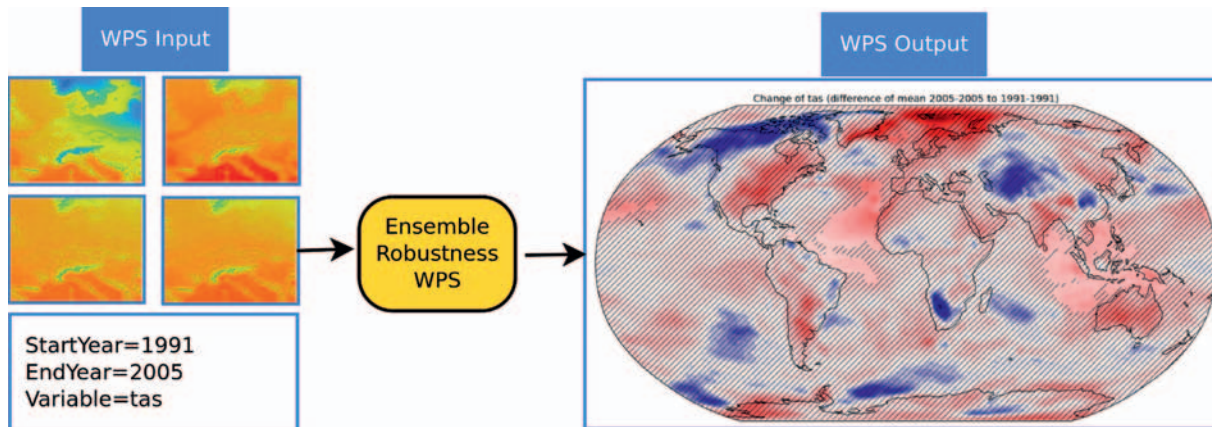 WPS Input
WPS Output
Change of tas (difference of mean 2005-2005 to 1991-1991)
Ensemble
Robustness
WPS
StartYear=1991
EndYear=2005
Variable=tas